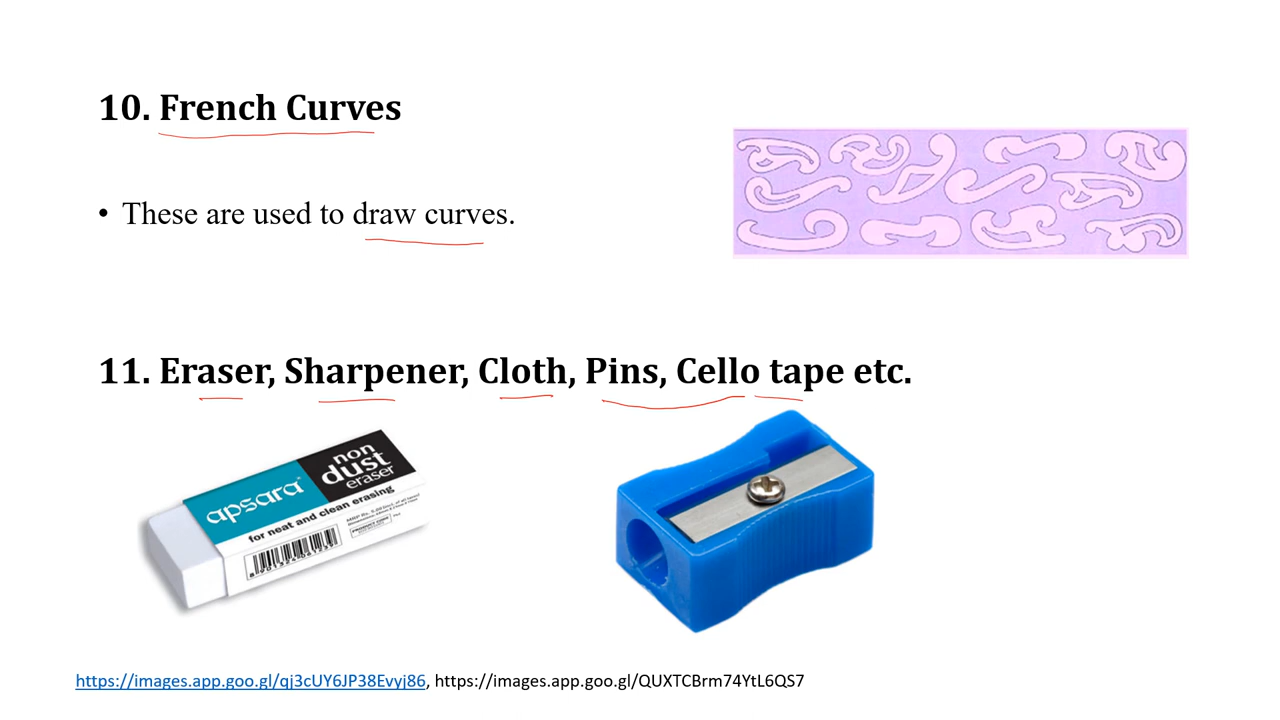 10. French Curves
• These are used to draw curves.
11. Eraser, Sharpener, Cloth, Pins, Cello tape etc.
apsara
non
dust
eraser
for neat and clean erasing
https://images.app.goo.gl/qj3cUY6JP38Evyj86, https://images.app.goo.gl/QUXTCBrm74YtL6QS7